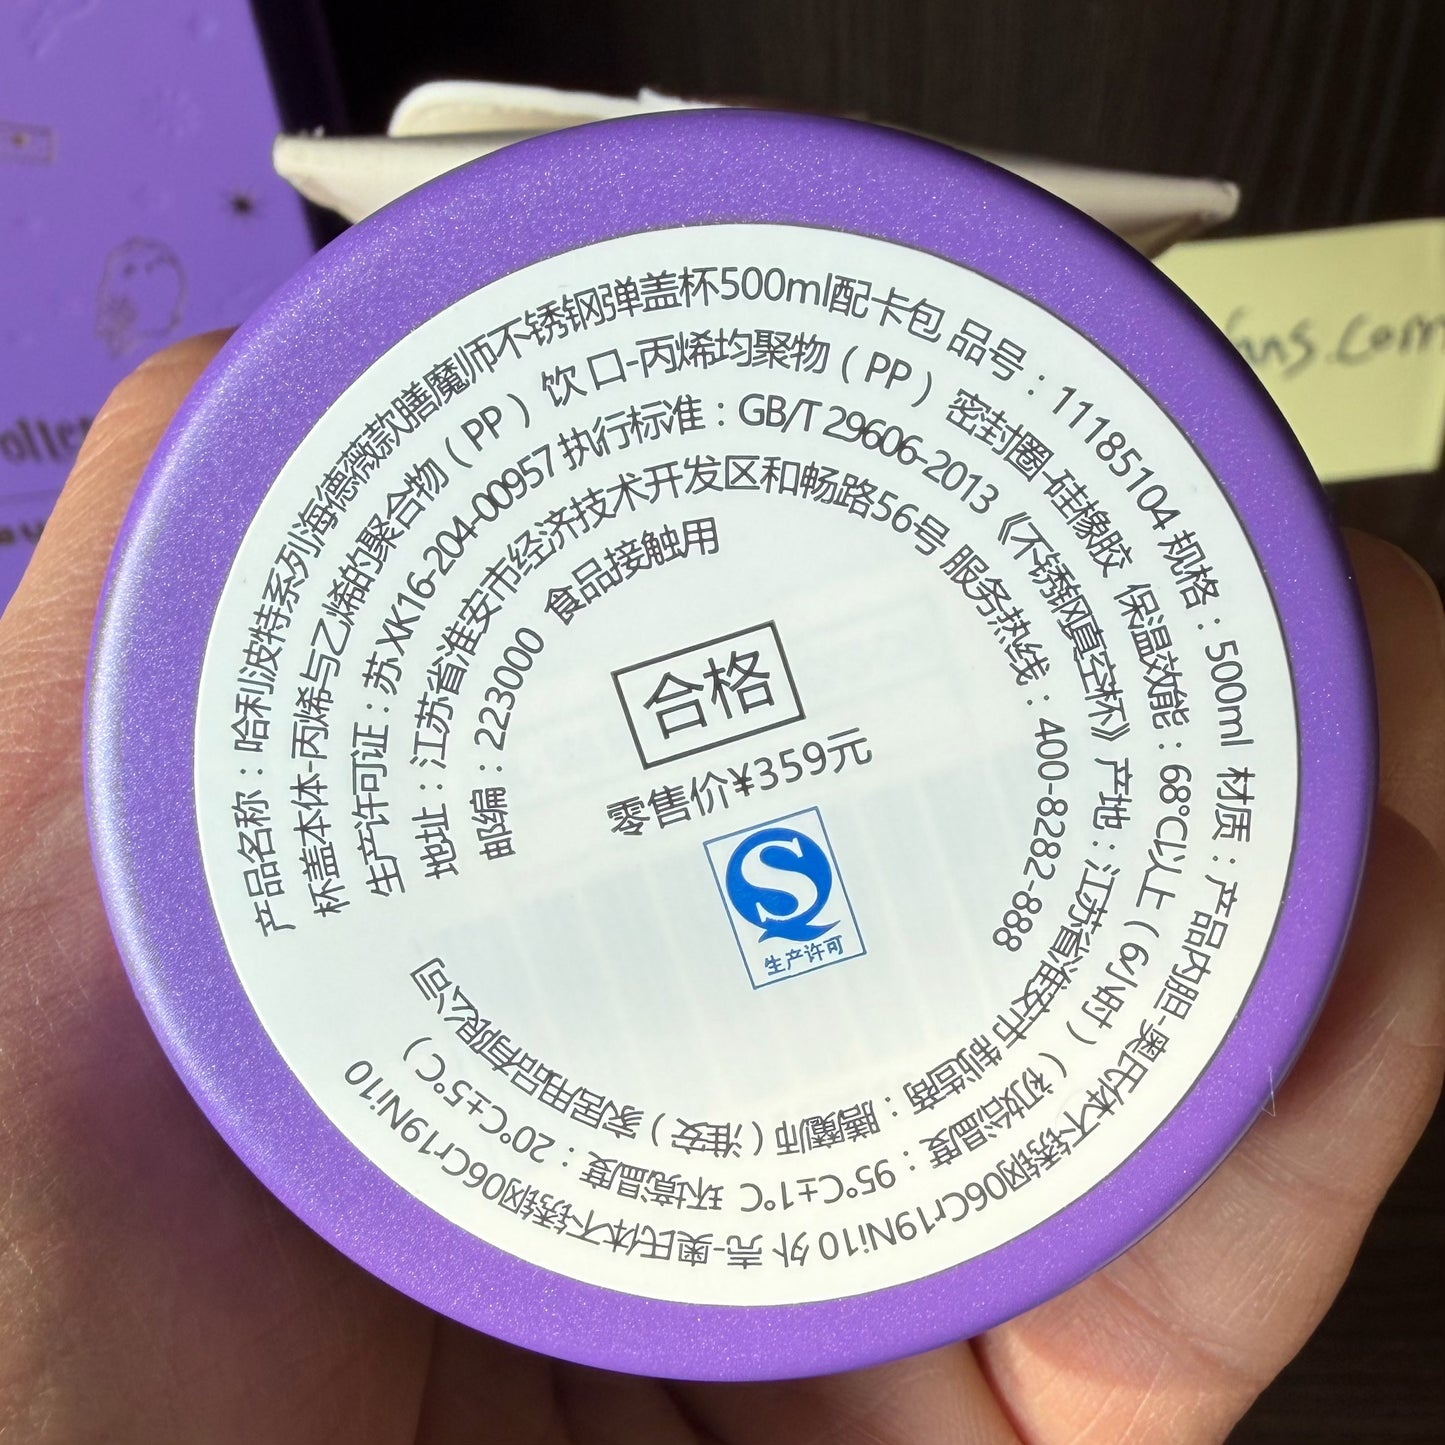 产品名称：哈利波特系列海德薇款膳魔师不锈钢弹盖杯500ml配卡包 品号：11185104 规格：500ml 材质：产品内胆-奥氏体不锈钢06Cr19Ni10 外 壳-奥氏体不锈钢06Cr19Ni10
杯盖本体-丙烯与乙烯的聚合物（PP） 饮 口-丙烯均聚物（PP） 密封圈-硅橡胶 保温效能：68℃以上（6小时）（初始温度：95℃±1℃ 环境温度：20℃±5℃）
生产许可证：苏 XK16-204-00957 执行标准：GB/T 29606-2013《不锈钢真空杯》产地：江苏省淮安市 制造商：膳魔师（淮安）家居用品有限公司
地址：江苏省淮安市经济技术开发区和畅路56号 服务热线：400-8282-888
邮编：223000 食品接触用
合格
零售价¥359元
S
生产许可
ns.com